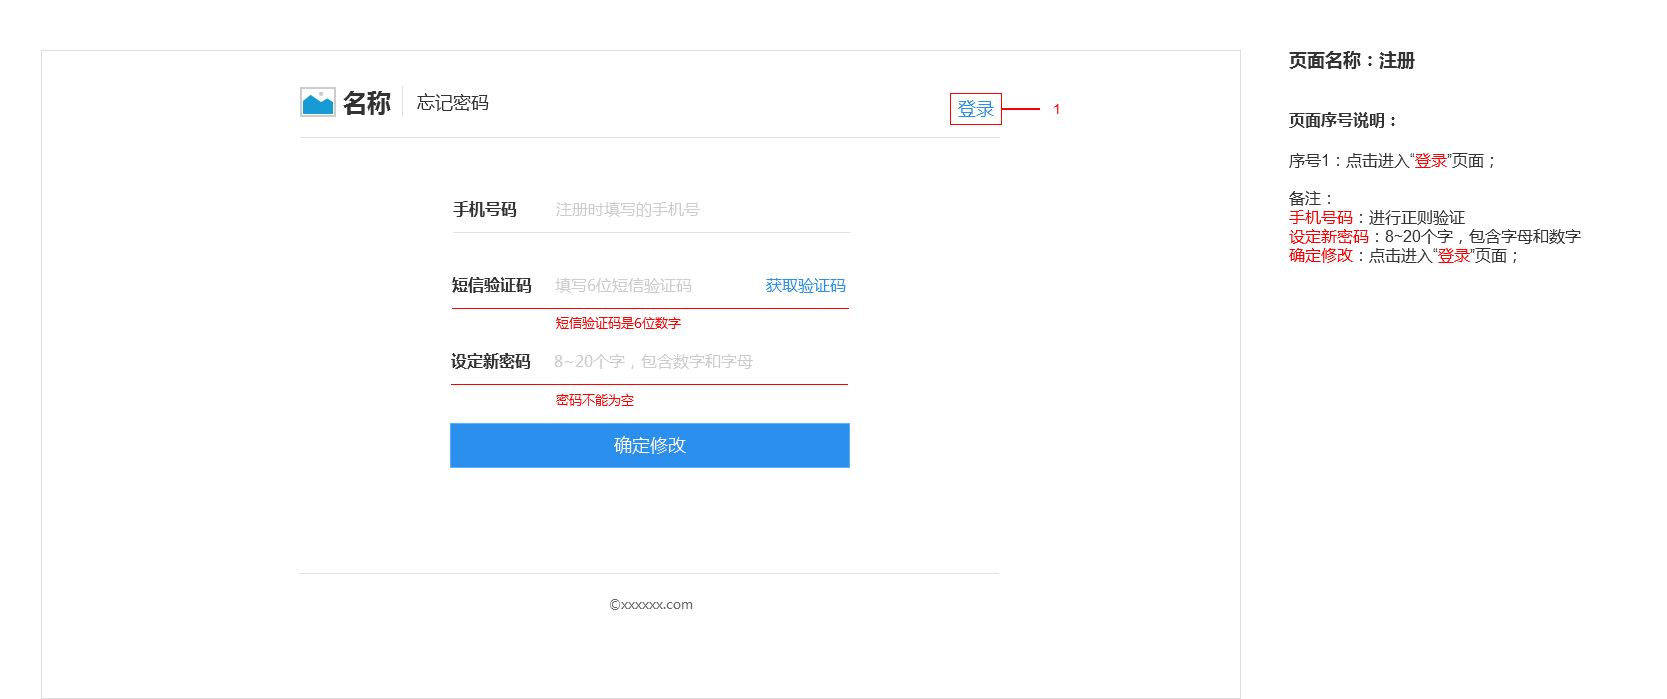 名称 忘记密码 登录 1
手机号码 注册时填写的手机号
短信验证码 填写6位短信验证码 获取验证码
短信验证码是6位数字
设定新密码 8~20个字，包含数字和字母
密码不能为空
确定修改
©xxxxxx.com
页面名称：注册
页面序号说明：
序号1：点击进入“登录”页面；
备注：
手机号码：进行正则验证
设定新密码：8~20个字，包含字母和数字
确定修改：点击进入“登录”页面；